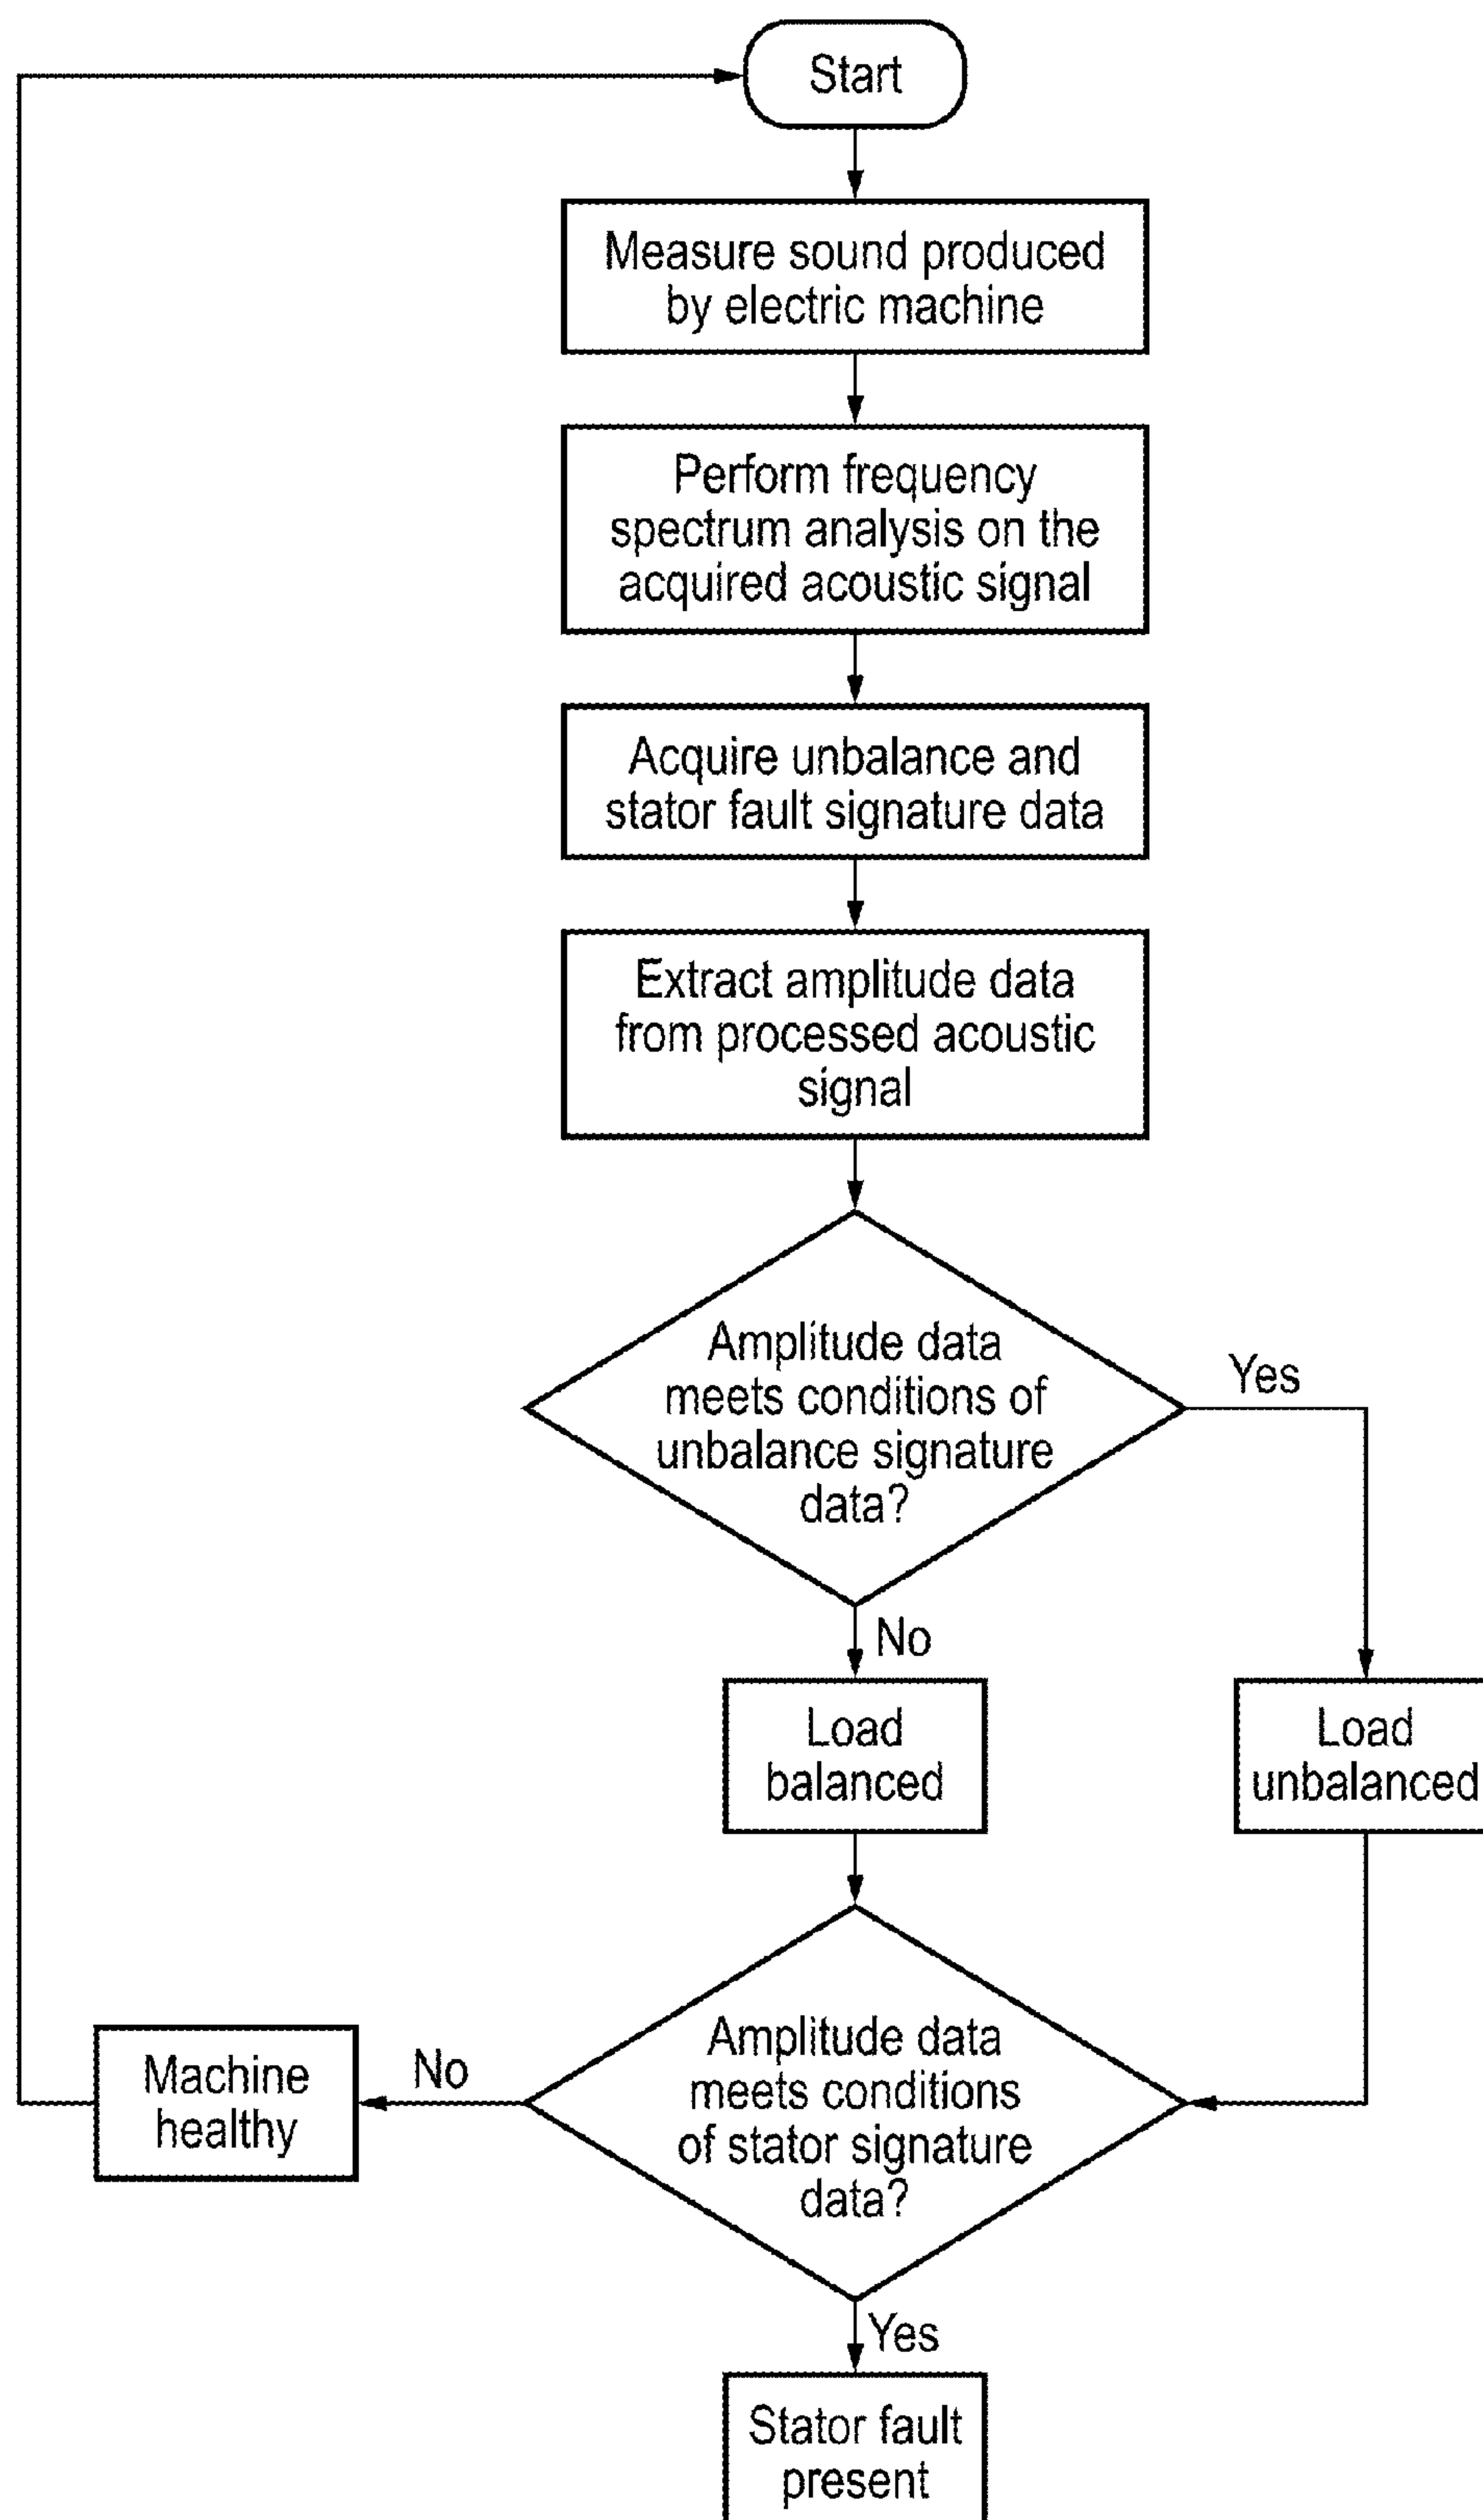 Start
Measure sound produced
by electric machine
Perform frequency
spectrum analysis on the
acquired acoustic signal
Acquire unbalance and
stator fault signature data
Extract amplitude data
from processed acoustic
signal
Amplitude data
meets conditions of
unbalance signature
data?
Yes
No
Load
balanced
Load
unbalanced
Amplitude data
meets conditions
of stator signature
data?
No
Machine
healthy
Yes
Stator fault
present